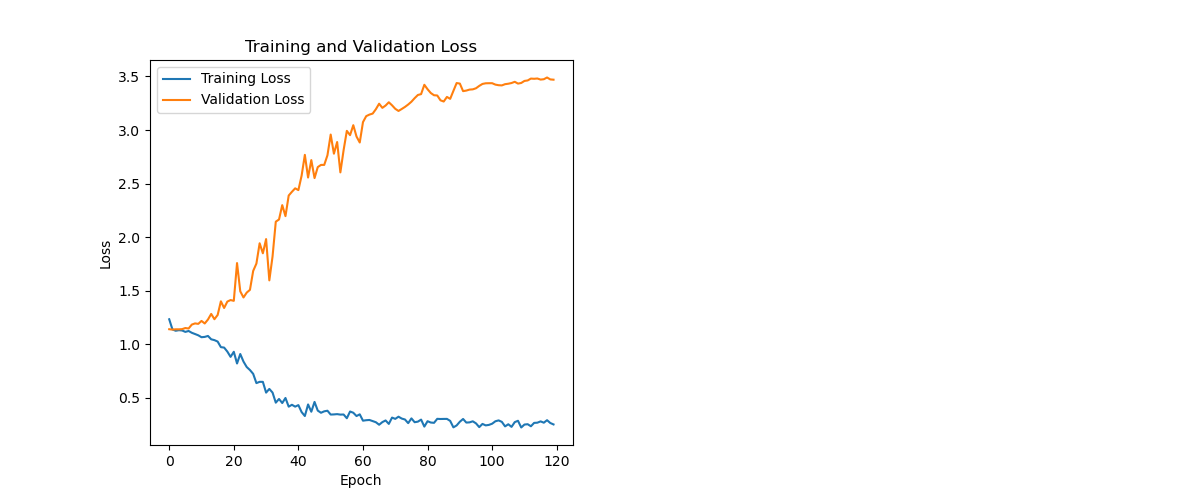 Training and Validation Loss
Training Loss
Validation Loss
3.5
3.0
2.5
2.0
1.5
1.0
0.5
Loss
0 20 40 60 80 100 120
Epoch